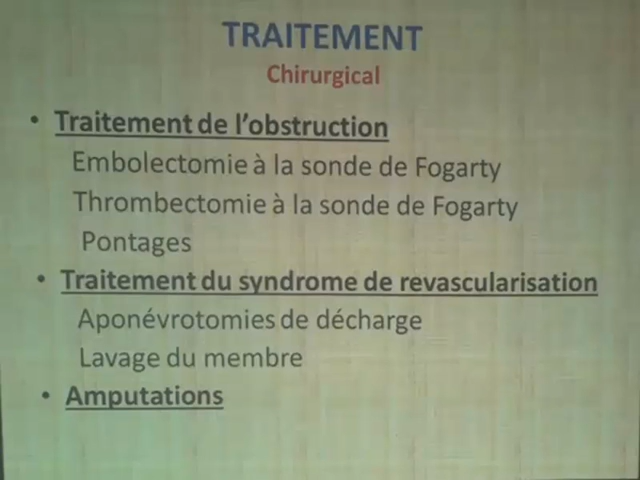 TRAITEMENT
Chirurgical
• Traitement de l'obstruction
Embolectomie à la sonde de Fogarty
Thrombectomie à la sonde de Fogarty
Pontages
• Traitement du syndrome de revascularisation
Aponévrotomies de décharge
Lavage du membre
• Amputations